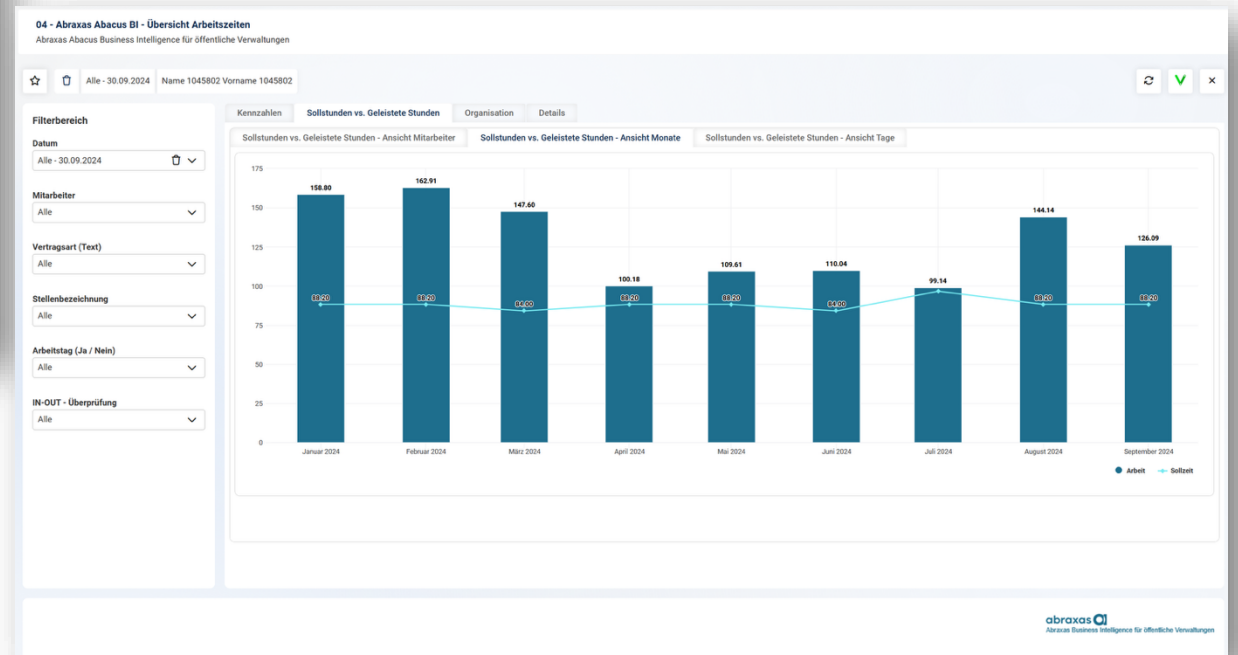 04 - Abraxas Abacus BI - Übersicht Arbeitszeiten
Abraxas Abacus Business Intelligence für öffentliche Verwaltungen
Alle - 30.09.2024 Name 1045802 Vorname 1045802
Filterbereich
Datum
Alle - 30.09.2024
Mitarbeiter
Alle
Vertragsart (Text)
Alle
Stellenbezeichnung
Alle
Arbeitstag (Ja / Nein)
Alle
IN-OUT - Überprüfung
Alle
Kennzahlen Sollstunden vs. Geleistete Stunden Organisation Details
Sollstunden vs. Geleistete Stunden - Ansicht Mitarbeiter Sollstunden vs. Geleistete Stunden - Ansicht Monate Sollstunden vs. Geleistete Stunden - Ansicht Tage
175
150
125
100
75
50
25
0
158.80 162.91 147.60 100.18 109.61 110.04 99.14 144.14 126.09
88.20 88.20 84.00 88.20 88.20 84.00 88.20 88.20
Januar 2024 Februar 2024 März 2024 April 2024 Mai 2024 Juni 2024 Juli 2024 August 2024 September 2024
Arbeit Sollzeit
abraxas
Abraxas Business Intelligence für öffentliche Verwaltungen